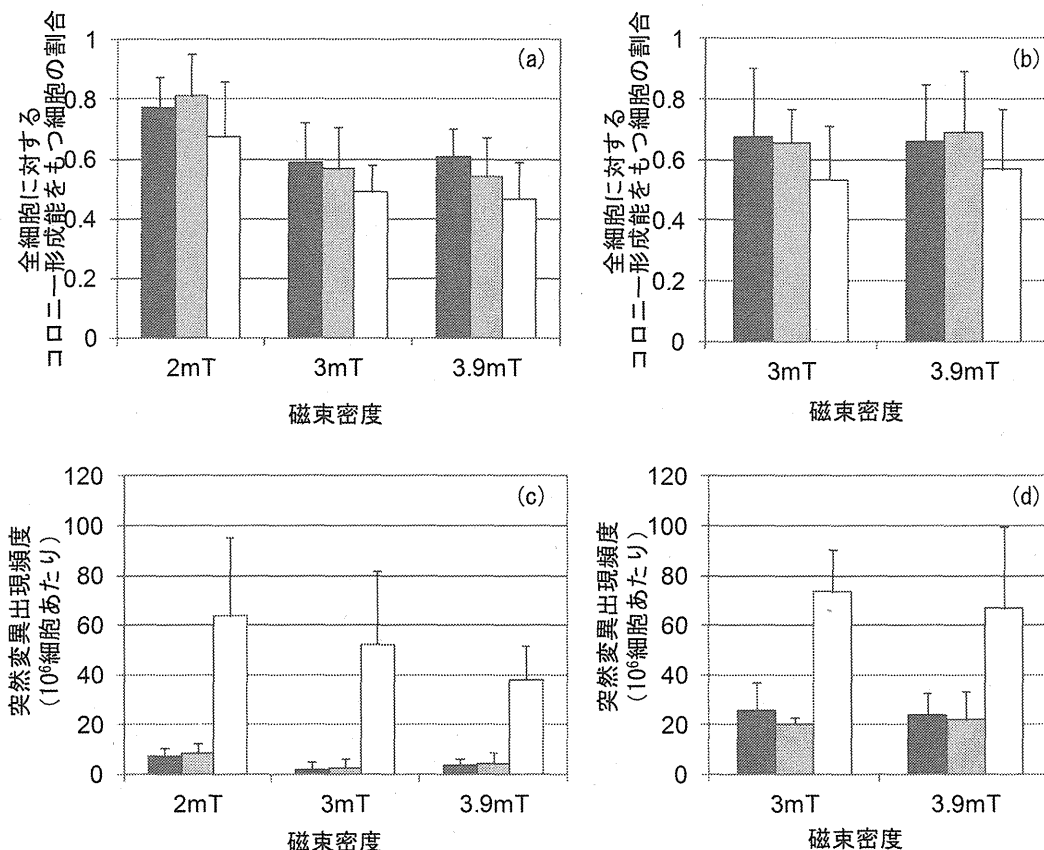 全細胞に対する
コロニー形成能をもつ細胞の割合
1
0.8
0.6
0.4
0.2
0
(a)
2mT
3mT
3.9mT
磁束密度
全細胞に対する
コロニー形成能をもつ細胞の割合
1
0.8
0.6
0.4
0.2
0
(b)
3mT
3.9mT
磁束密度
突然変異出現頻度
(10⁶細胞あたり)
120
100
80
60
40
20
0
(c)
2mT
3mT
3.9mT
磁束密度
突然変異出現頻度
(10⁶細胞あたり)
120
100
80
60
40
20
0
(d)
3mT
3.9mT
磁束密度